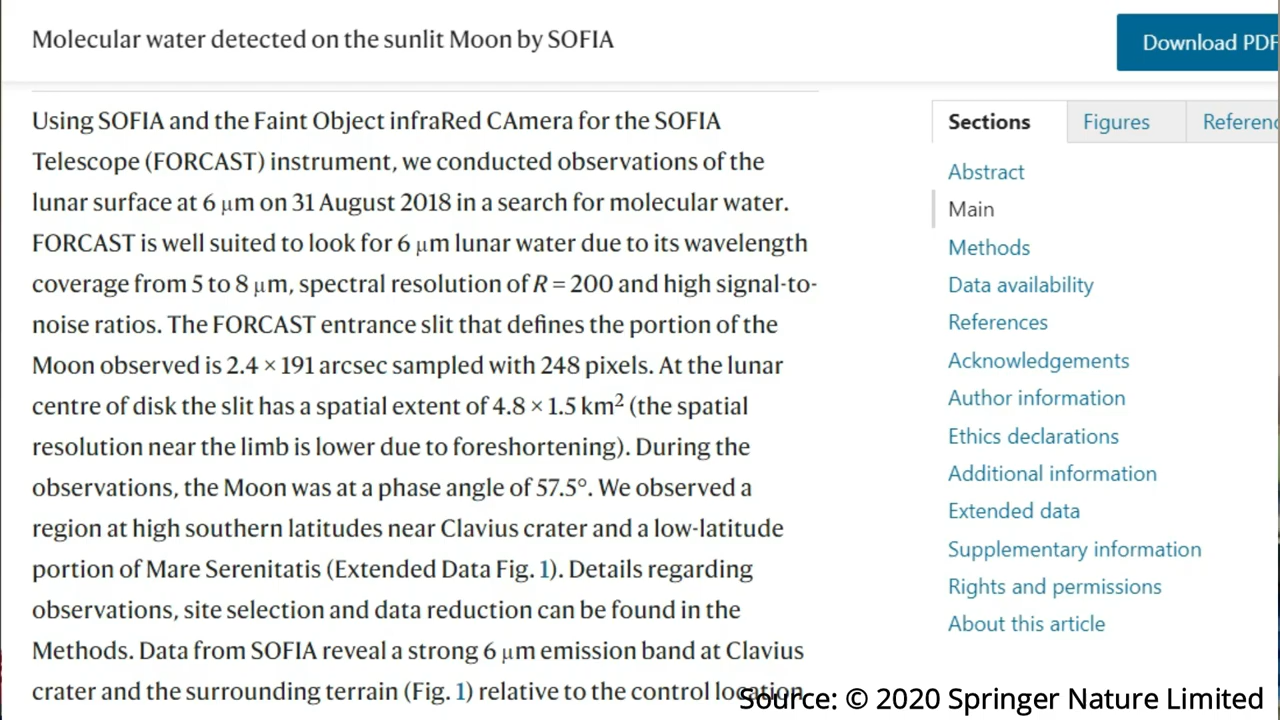 Molecular water detected on the sunlit Moon by SOFIA
Download PDF
Using SOFIA and the Faint Object infraRed CAmera for the SOFIA
Telescope (FORCAST) instrument, we conducted observations of the
lunar surface at 6 μm on 31 August 2018 in a search for molecular water.
FORCAST is well suited to look for 6 μm lunar water due to its wavelength
coverage from 5 to 8 μm, spectral resolution of R = 200 and high signal-to-
noise ratios. The FORCAST entrance slit that defines the portion of the
Moon observed is 2.4 × 191 arcsec sampled with 248 pixels. At the lunar
centre of disk the slit has a spatial extent of 4.8 × 1.5 km² (the spatial
resolution near the limb is lower due to foreshortening). During the
observations, the Moon was at a phase angle of 57.5°. We observed a
region at high southern latitudes near Clavius crater and a low-latitude
portion of Mare Serenitatis (Extended Data Fig. 1). Details regarding
observations, site selection and data reduction can be found in the
Methods. Data from SOFIA reveal a strong 6 μm emission band at Clavius
crater and the surrounding terrain (Fig. 1) relative to the control location
Sections
Figures
Referenc
Abstract
Main
Methods
Data availability
References
Acknowledgements
Author information
Ethics declarations
Additional information
Extended data
Supplementary information
Rights and permissions
About this article
Source: © 2020 Springer Nature Limited